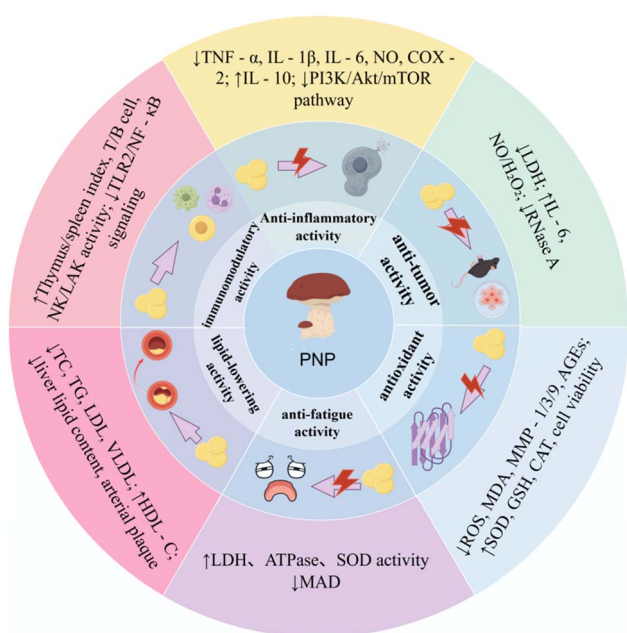 ↓TNF - α, IL - 1β, IL - 6, NO, COX -
2; ↑IL - 10; ↓PI3K/Akt/mTOR
pathway
↓LDH; ↑IL - 6,
NO/H₂O₂; ↓RNase A
↓ROS, MDA, MMP - 1/3/9, AGEs;
↑SOD, GSH, CAT, cell viability
↑LDH、ATPase、SOD activity
↓MAD
↓TC, TG, LDL, VLDL; ↑HDL - C;
↓liver lipid content, arterial plaque
↑Thymus/spleen index, T/B cell,
NK/LAK activity; ↓TLR2/NF - κB
signaling
Anti-inflammatory
activity
anti-tumor
activity
antioxidant
activity
anti-fatigue
activity
lipid-lowering
activity
immunomodulatory
activity
PNP